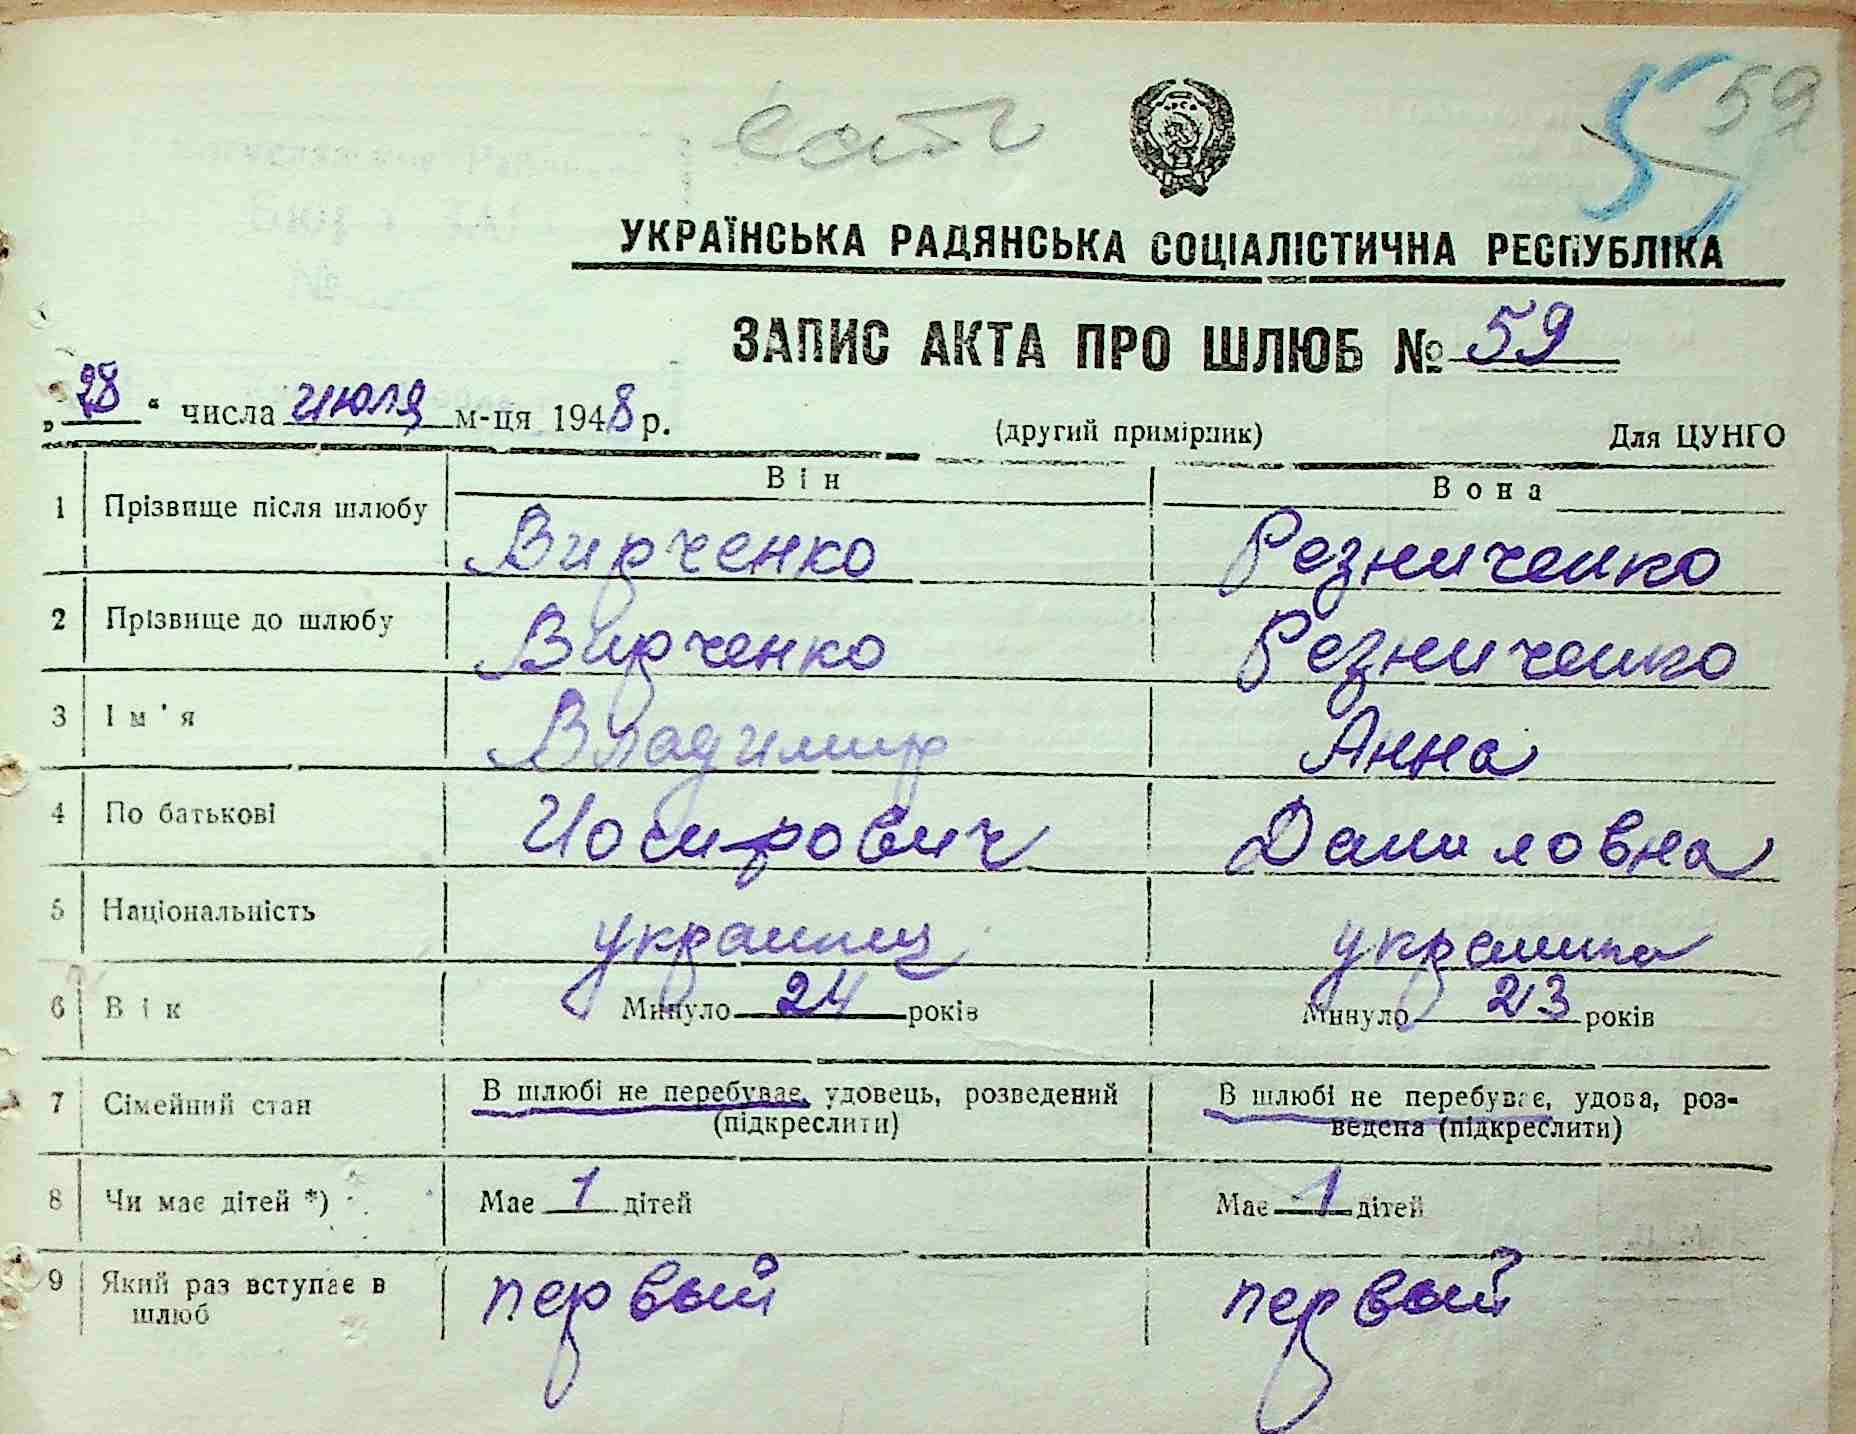 есть
59
59
УКРАЇНСЬКА РАДЯНСЬКА СОЦІАЛІСТИЧНА РЕСПУБЛІКА
ЗАПИС АКТА ПРО ШЛЮБ № 59
„28“ числа июля м-ця 1948 р. (другий примірник) Для ЦУНГО
Він Вона
1 Прізвище після шлюбу Вирченко Резниченко
2 Прізвище до шлюбу Вирченко Резниченко
3 Ім'я Владимир Анна
4 По батькові Иосифович Даниловна
5 Національність украинец украинка
6 Вік Минуло 24 років Минуло 23 років
7 Сімейний стан В шлюбі не перебуває, удовець, розведений В шлюбі не перебуває, удова, роз-
(підкреслити) ведена (підкреслити)
8 Чи має дітей *) Має 1 дітей Має 1 дітей
9 Який раз вступає в первый первый
шлюб